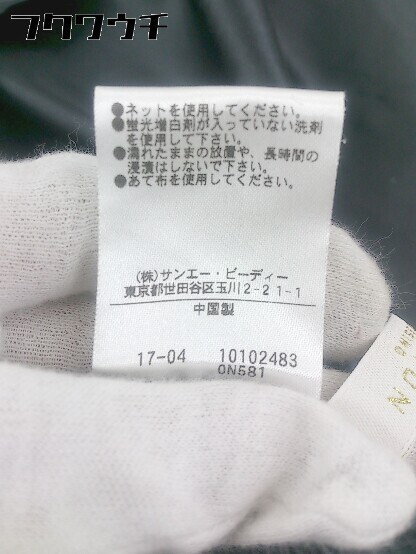 フクウウチ
●ネットを使用してください。
●蛍光増白剤が入っていない洗剤
を使用して下さい。
●濡れたままの放置や、長時間の
浸漬はしないで下さい。
●あて布を使用してください。
(株)サンエー・ビーディー
東京都世田谷区玉川2-21-1
中国製
17-04 10102483
0N581